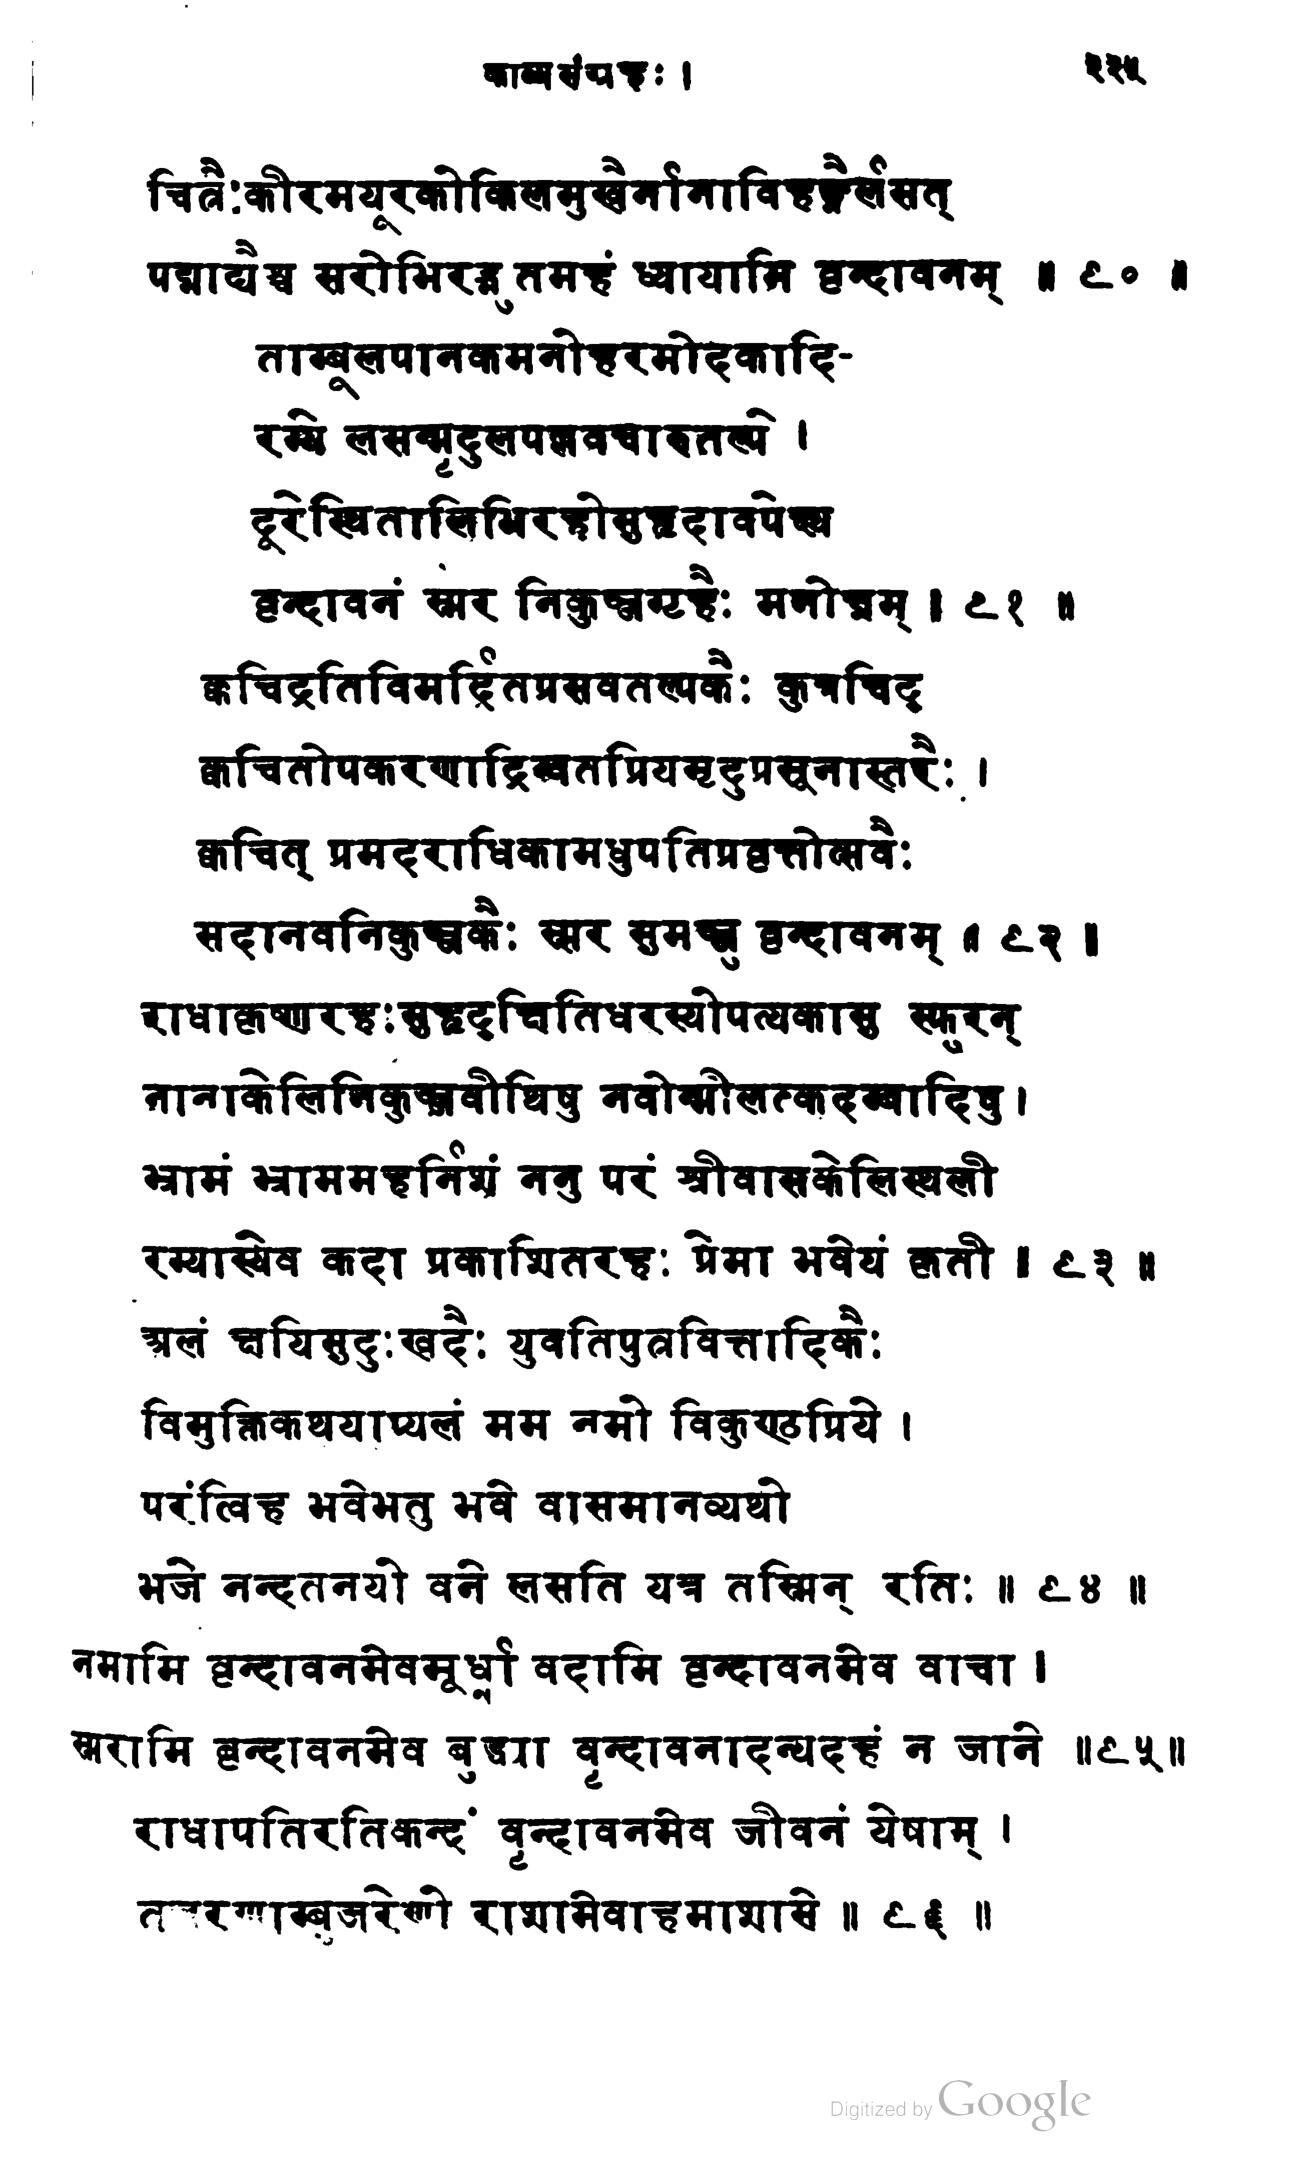 काव्यसंग्रहः । २२५
चित्रैःकीरमयूरकोकिलमुखैर्नानाविहङ्गैर्लसत्
पद्माद्यैश्च सरोभिरद्भुतमहं ध्यायामि वृन्दावनम् ॥ ९० ॥
ताम्बूलपानकमनोहरमोदकादि-
रम्ये लसन्मृदुलपल्लवचारुतल्पे ।
दूरेस्थितालिभिरहोसुहृदावपेक्ष्य
वृन्दावनं स्मर निकुञ्जगृहैः मनोज्ञम् । ९१ ॥
क्वचिद्रतिविमर्द्दितप्रसवतल्पकैः कुत्रचिद्
क्वचितोपकरणाद्रिम्वतप्रियमृदुप्रसूनास्तरैः ।
क्वचित् प्रमदराधिकामधुपतिप्रवृत्तोत्सवैः
सदानवनिकुञ्जकैः स्मर सुमञ्जु वृन्दावनम् ॥ ९२ ॥
राधाकृष्णरहःसुहृद्क्षितिधरस्योपत्यकासु स्फुरन्
नानाकेलिनिकुञ्जवीथिषु नवोन्मीलत्कदम्बादिषु ।
भ्रामं भ्राममहर्निशं ननु परं श्रीवासकेलिस्थली
रम्यास्येव कदा प्रकाशितरहः प्रेमा भवेयं कृती । ९३ ॥
अलं क्षयिसुदुःखदैः युवतिपुत्रवित्तादिकैः
विमुक्तिकथयाप्यलं मम नमो विकुण्ठप्रिये ।
परंत्विह भवेभतु भवे वासमानव्यथो
भजे नन्दतनयो वने लसति यत्र तस्मिन् रतिः ॥ ९४ ॥
नमामि वृन्दावनमेवमूर्ध्ना वदामि वृन्दावनमेव वाचा ।
स्मरामि वृन्दावनमेव बुद्ध्या वृन्दावनादन्यदहं न जाने ॥९५॥
राधापतिरतिकन्दं वृन्दावनमेव जीवनं येषाम् ।
तच्चरणाम्बुजरेणो राशामेवाहमाशासे ॥ ९६ ॥
Digitized by Google